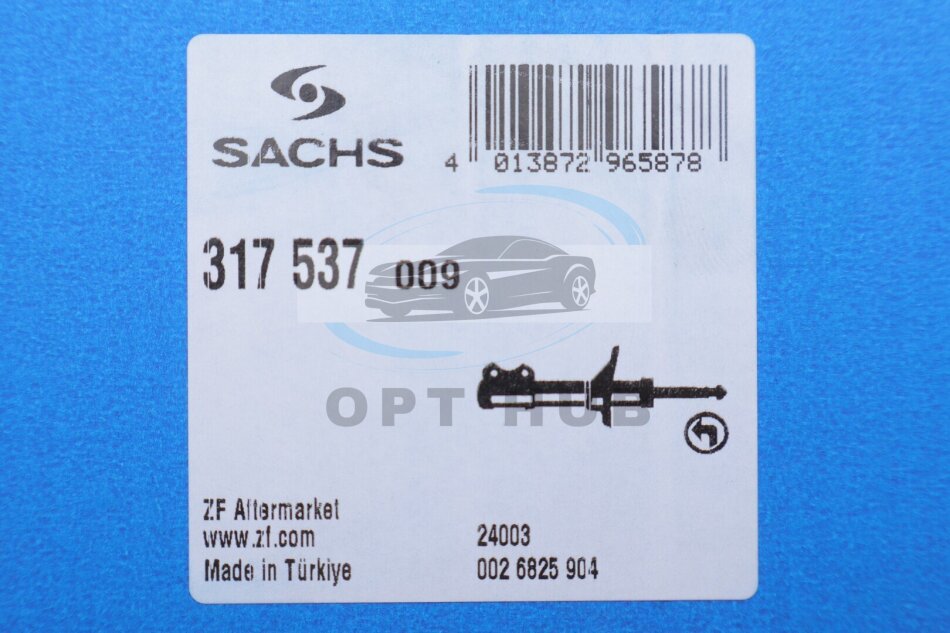 SACHS
4 013872 965878
317 537 009
OPT HUB
ZF Aftermarket
www.zf.com
Made in Türkiye
24003
002 6825 904